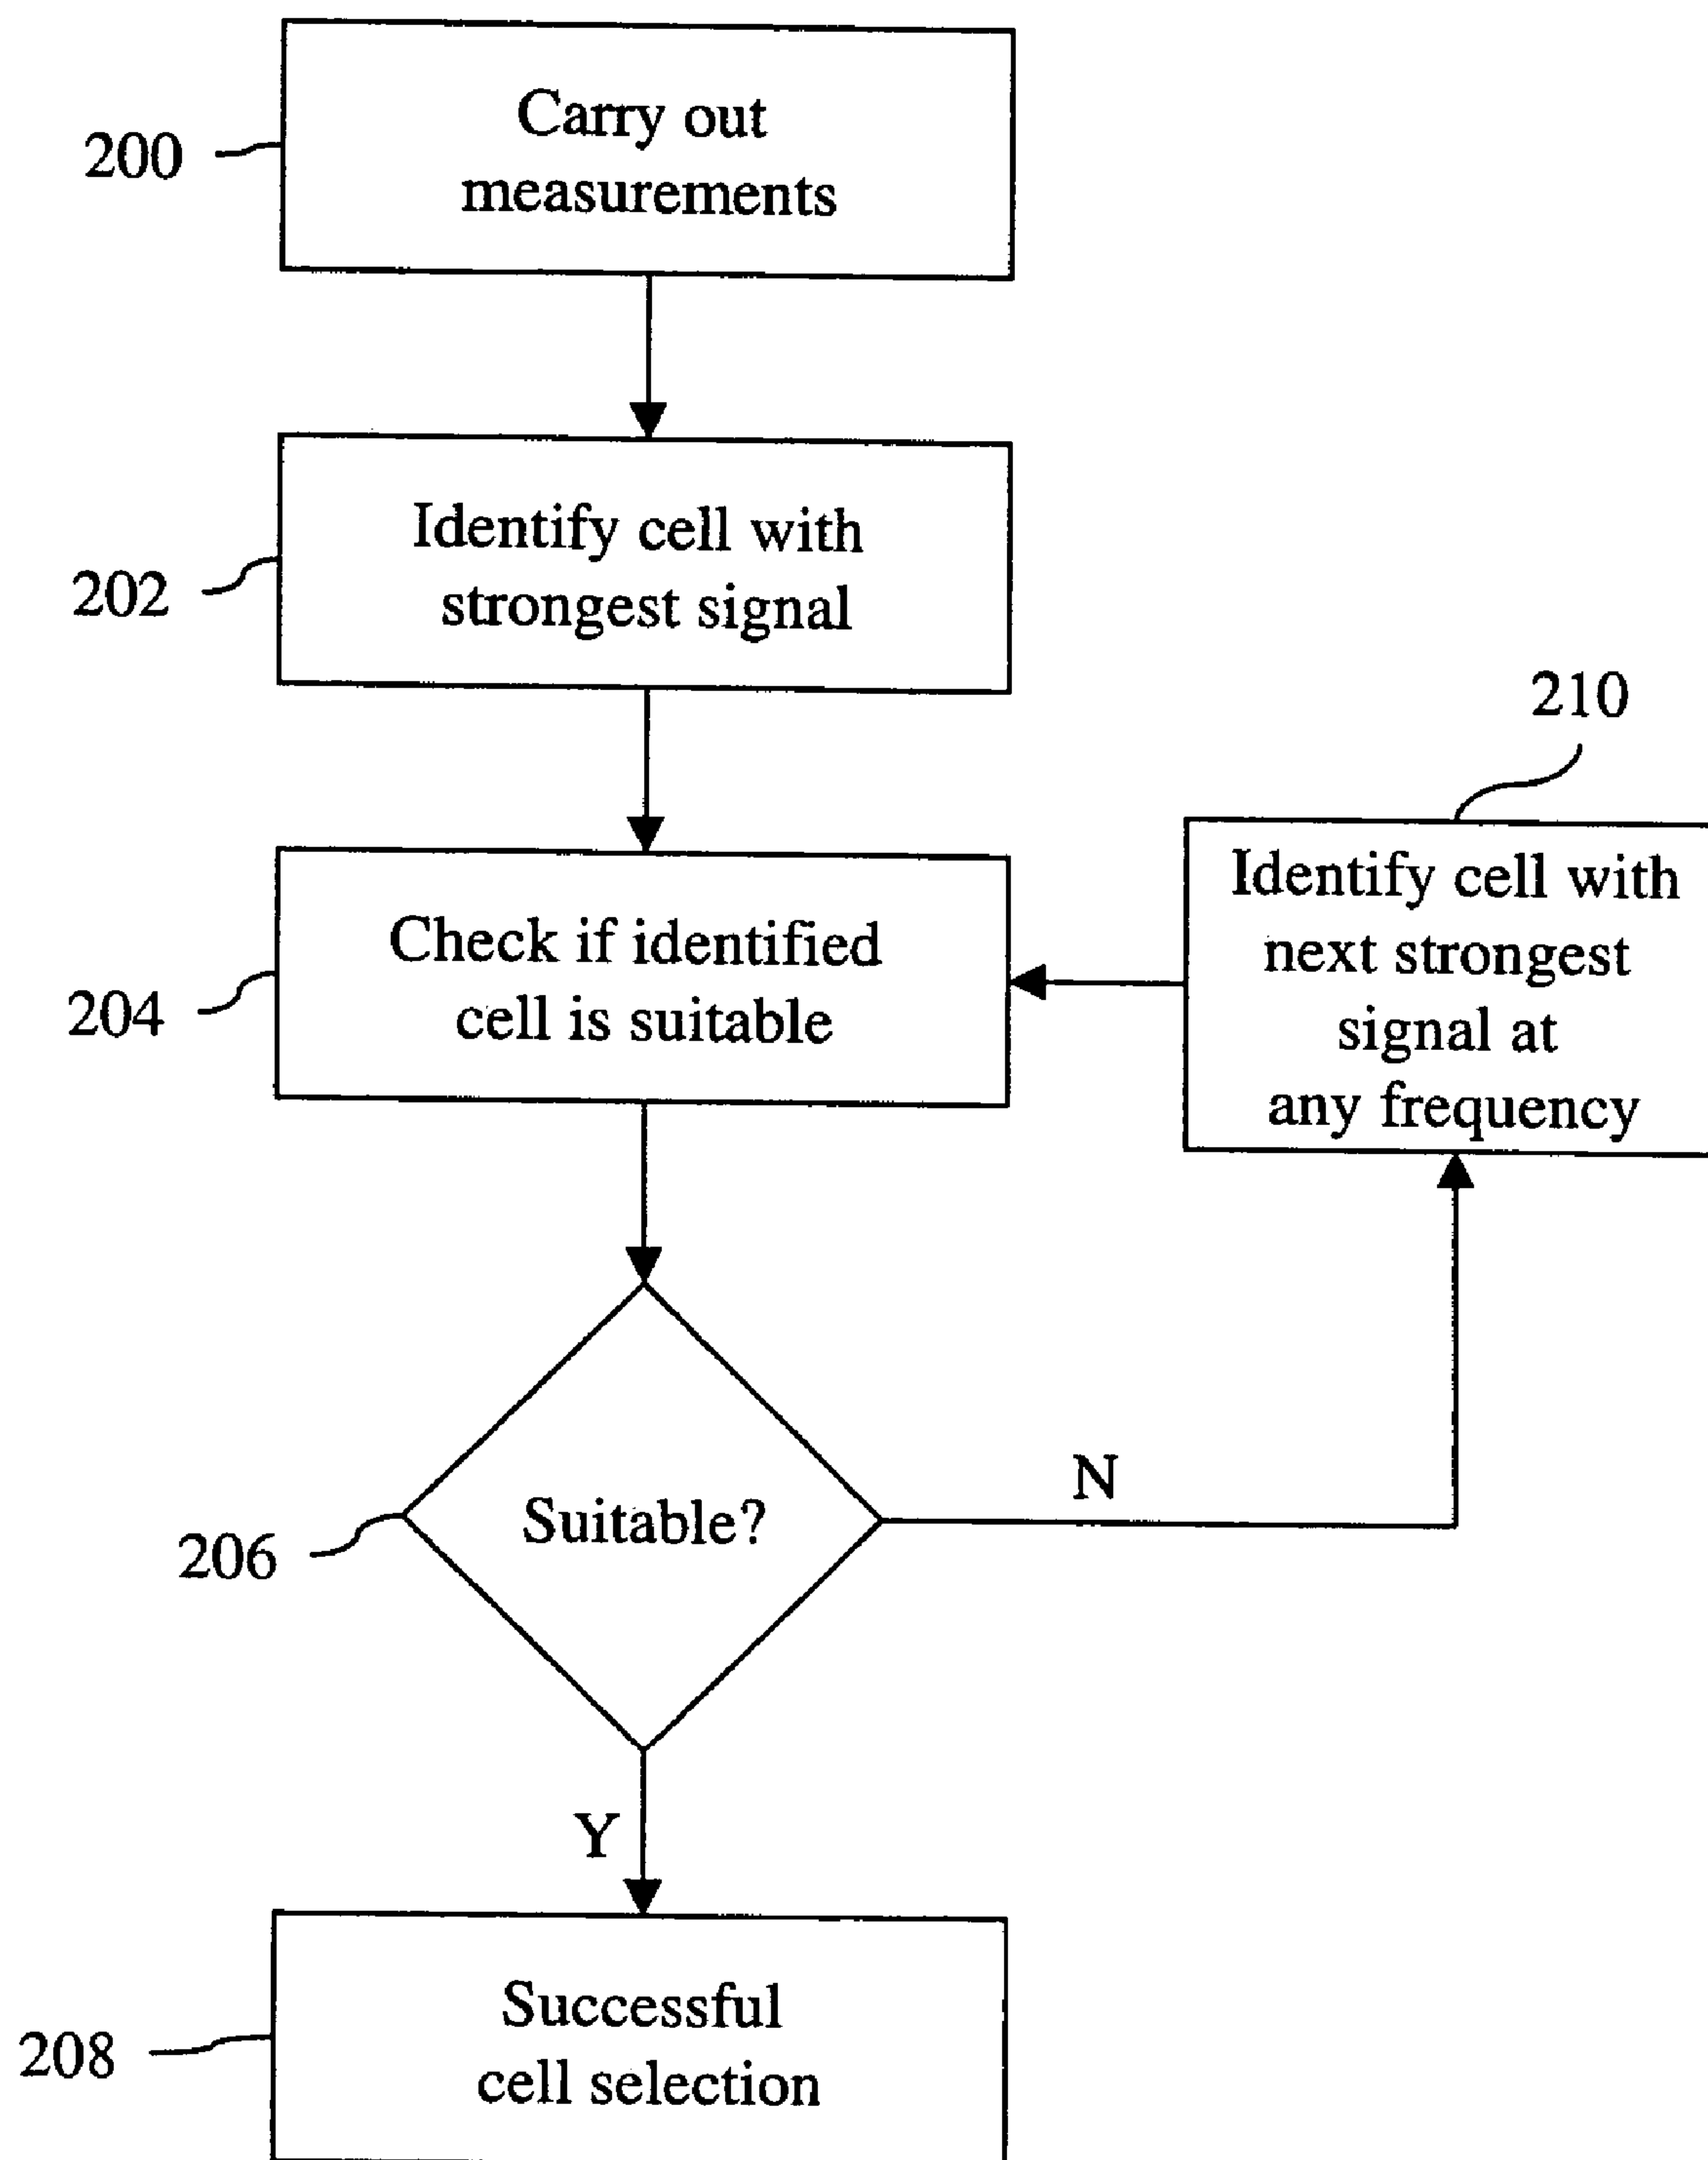 200
Carry out
measurements
202
Identify cell with
strongest signal
210
Identify cell with
next strongest
signal at
any frequency
204
Check if identified
cell is suitable
206
Suitable?
N
Y
208
Successful
cell selection